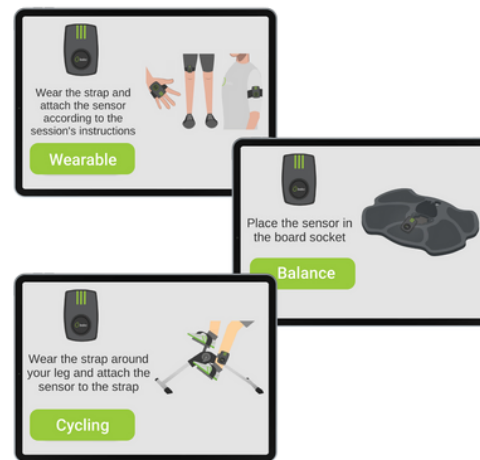 Wear the strap and
attach the sensor
according to the
session's instructions
Wearable
Place the sensor in
the board socket
Balance
Wear the strap around
your leg and attach the
sensor to the strap
Cycling